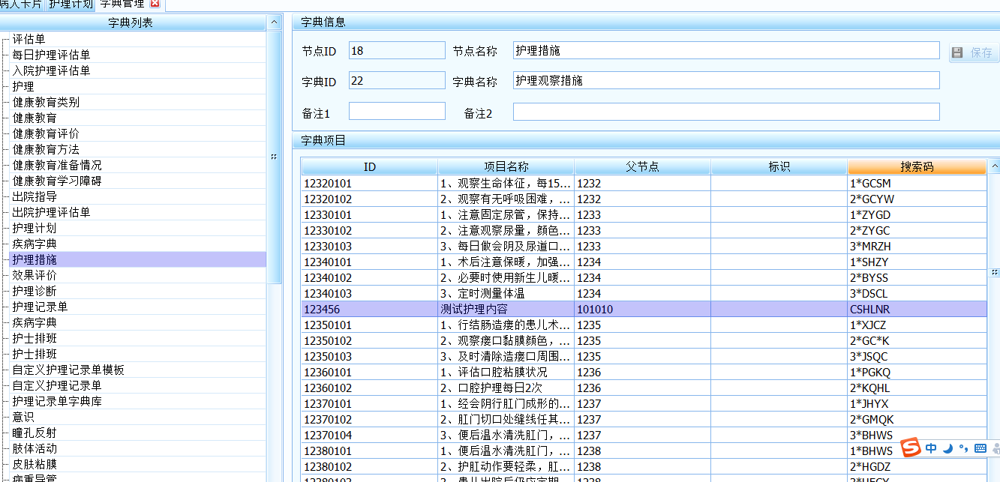 病人卡片 护理计划 字典管理
字典列表
评估单
每日护理评估单
入院护理评估单
护理
健康教育类别
健康教育
健康教育评价
健康教育方法
健康教育准备情况
健康教育学习障碍
出院指导
出院护理评估单
护理计划
疾病字典
护理措施
效果评价
护理诊断
护理记录单
疾病字典
护士排班
护士排班
自定义护理记录单模板
自定义护理记录单
护理记录单字典库
意识
瞳孔反射
肢体活动
皮肤粘膜
病重导管
字典信息
节点ID 18 节点名称 护理措施 保存
字典ID 22 字典名称 护理观察措施
备注1 备注2
字典项目
ID 项目名称 父节点 标识 搜索码
12320101 1、观察生命体征，每15... 1232 1*GCSM
12320102 2、观察有无呼吸困难，... 1232 2*GCYW
12330101 1、注意固定尿管，保持... 1233 1*ZYGD
12330102 2、注意观察尿量，颜色... 1233 2*ZYGC
12330103 3、每日做会阴及尿道口... 1233 3*MRZH
12340101 1、术后注意保暖，加强... 1234 1*SHZY
12340102 2、必要时使用新生儿暖... 1234 2*BYSS
12340103 3、定时测量体温 1234 3*DSCL
123456 测试护理内容 101010 CSHLNR
12350101 1、行结肠造瘘的患儿术... 1235 1*XJCZ
12350102 2、观察瘘口黏膜颜色，... 1235 2*GC*K
12350103 3、及时清除造瘘口周围... 1235 3*JSQC
12360101 1、评估口腔粘膜状况 1236 1*PGKQ
12360102 2、口腔护理每日2次 1236 2*KQHL
12370101 1、经会阴行肛门成形的... 1237 1*JHYX
12370102 2、肛门切口处缝线任其... 1237 2*GMQK
12370104 3、便后温水清洗肛门，... 1237 3*BHWS
12380101 1、便后温水清洗肛门，... 1238 1*BHWS
12380102 2、护肛动作要轻柔，肛... 1238 2*HGDZ
中